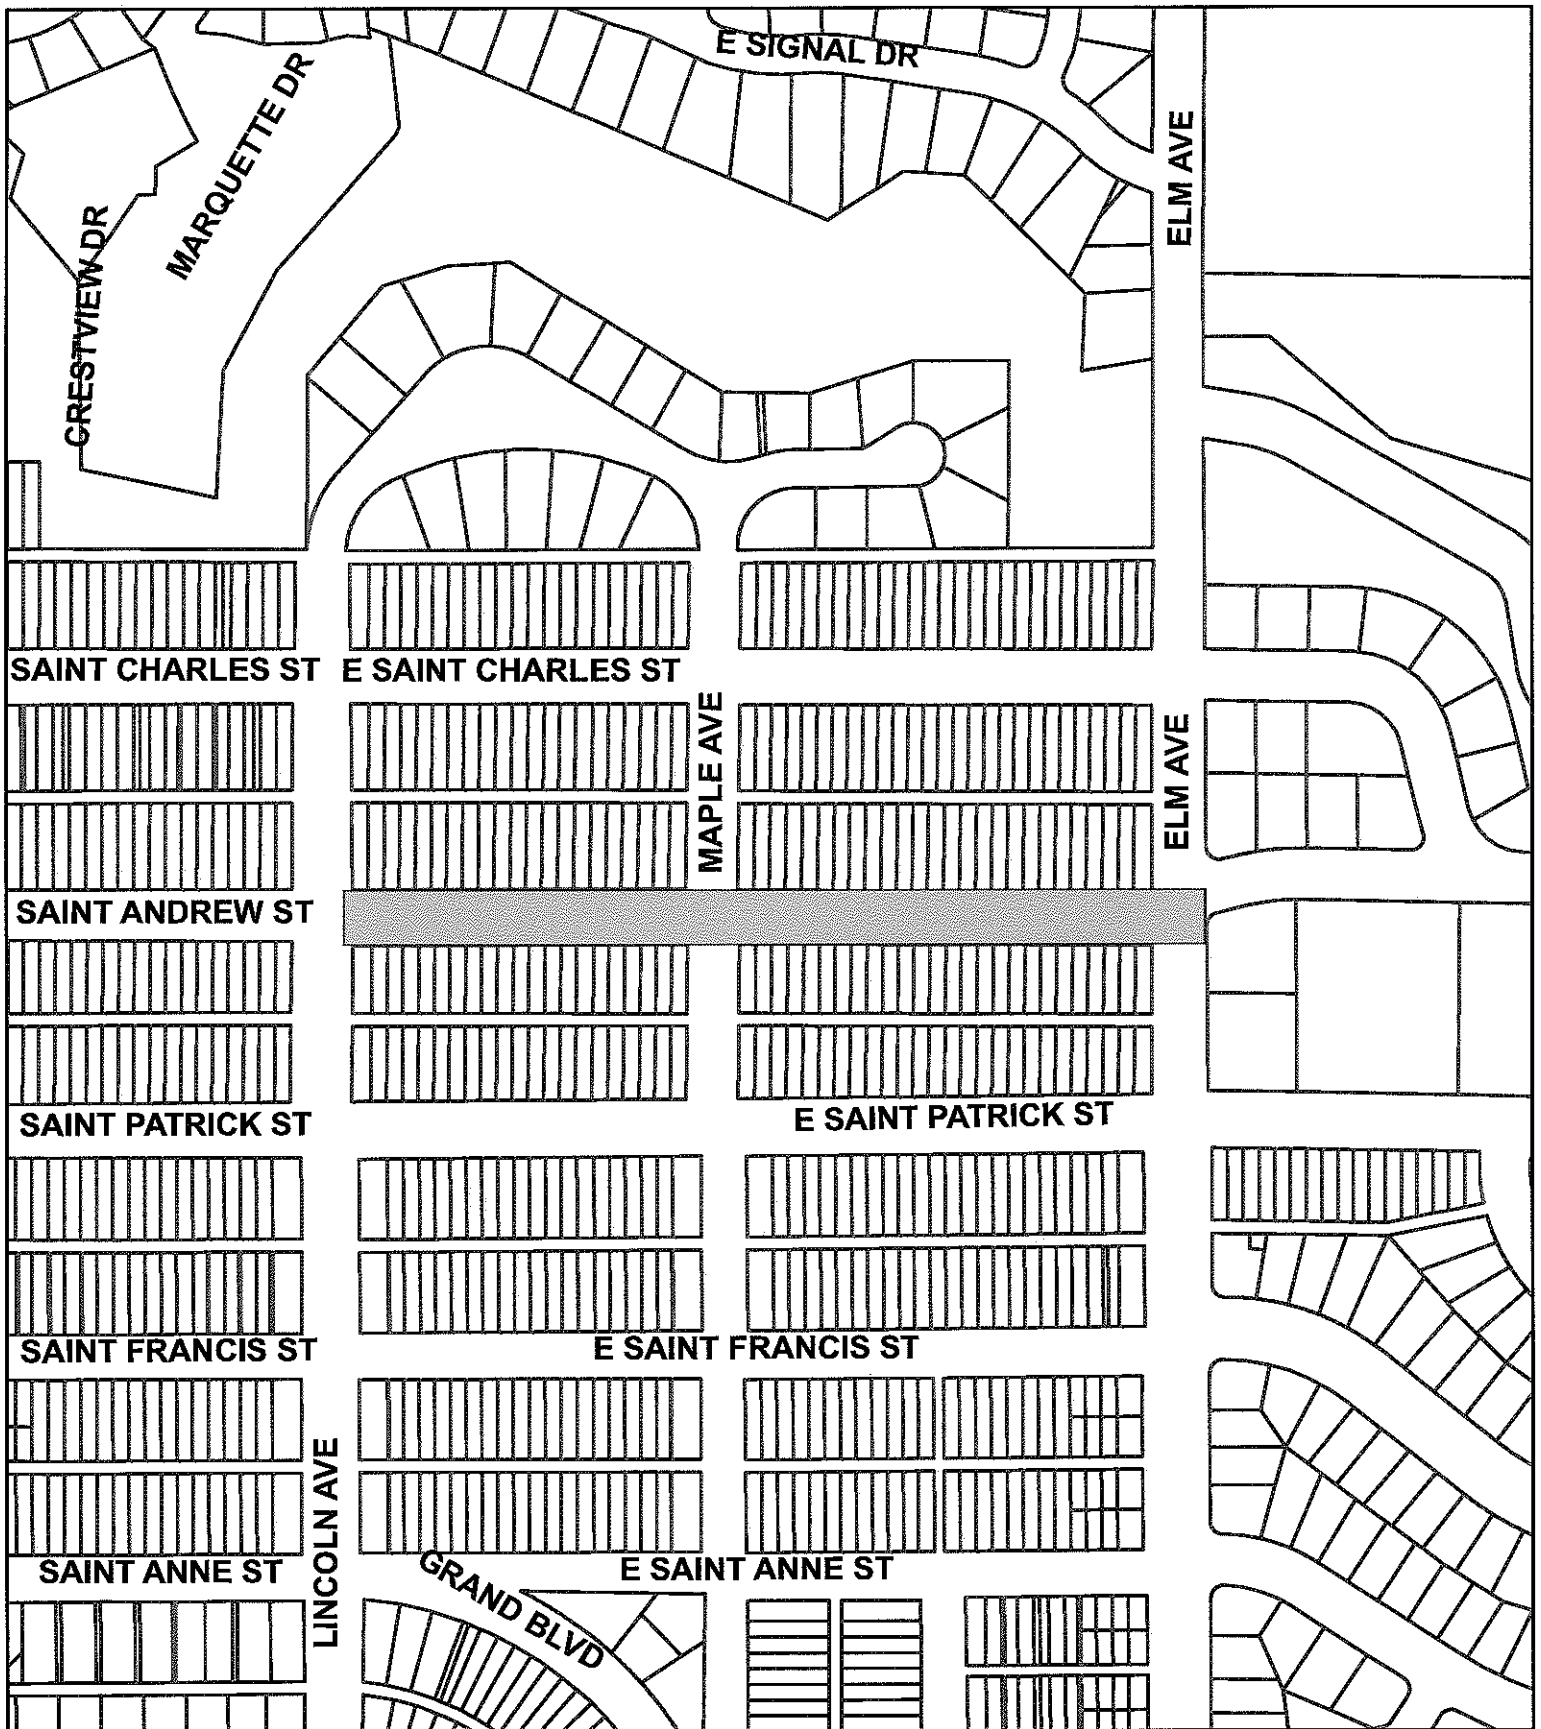 E SIGNAL DR
MARQUETTE DR
ELM AVE
CRESTVIEW DR
SAINT CHARLES ST
E SAINT CHARLES ST
MAPLE AVE
ELM AVE
SAINT ANDREW ST
SAINT PATRICK ST
E SAINT PATRICK ST
SAINT FRANCIS ST
E SAINT FRANCIS ST
LINCOLN AVE
SAINT ANNE ST
GRAND BLVD
E SAINT ANNE ST